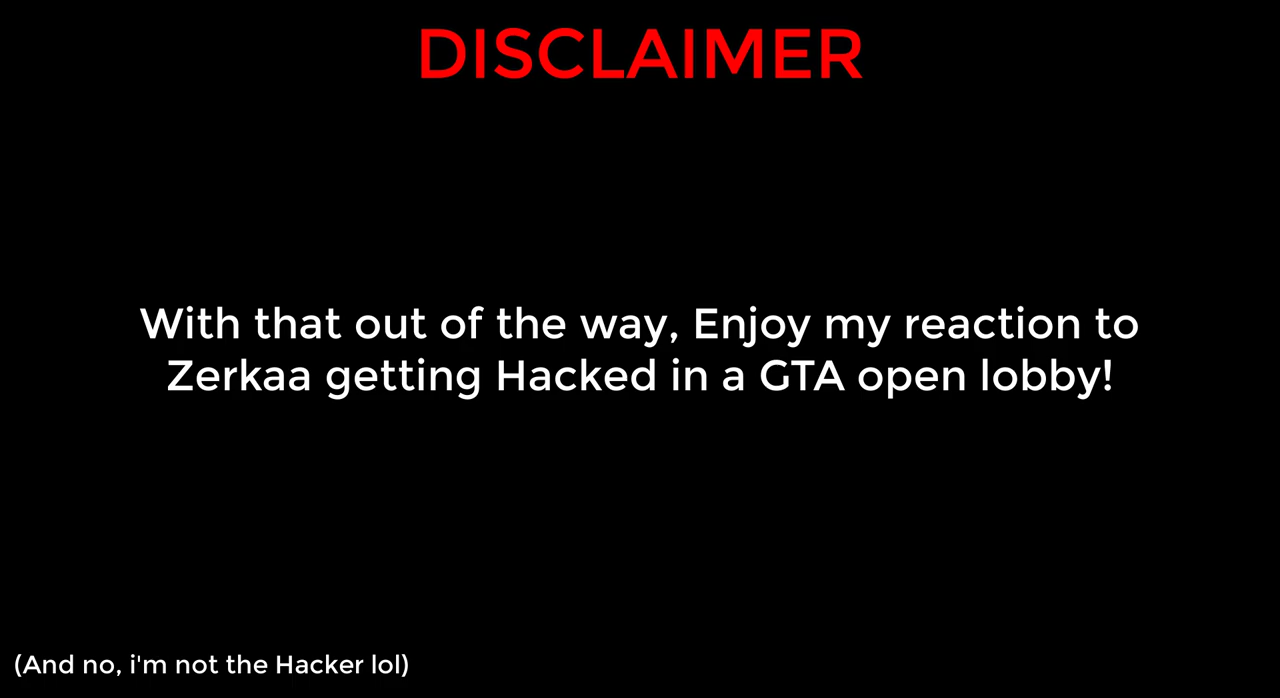 DISCLAIMER
With that out of the way, Enjoy my reaction to
Zerkaa getting Hacked in a GTA open lobby!
(And no, i'm not the Hacker lol)